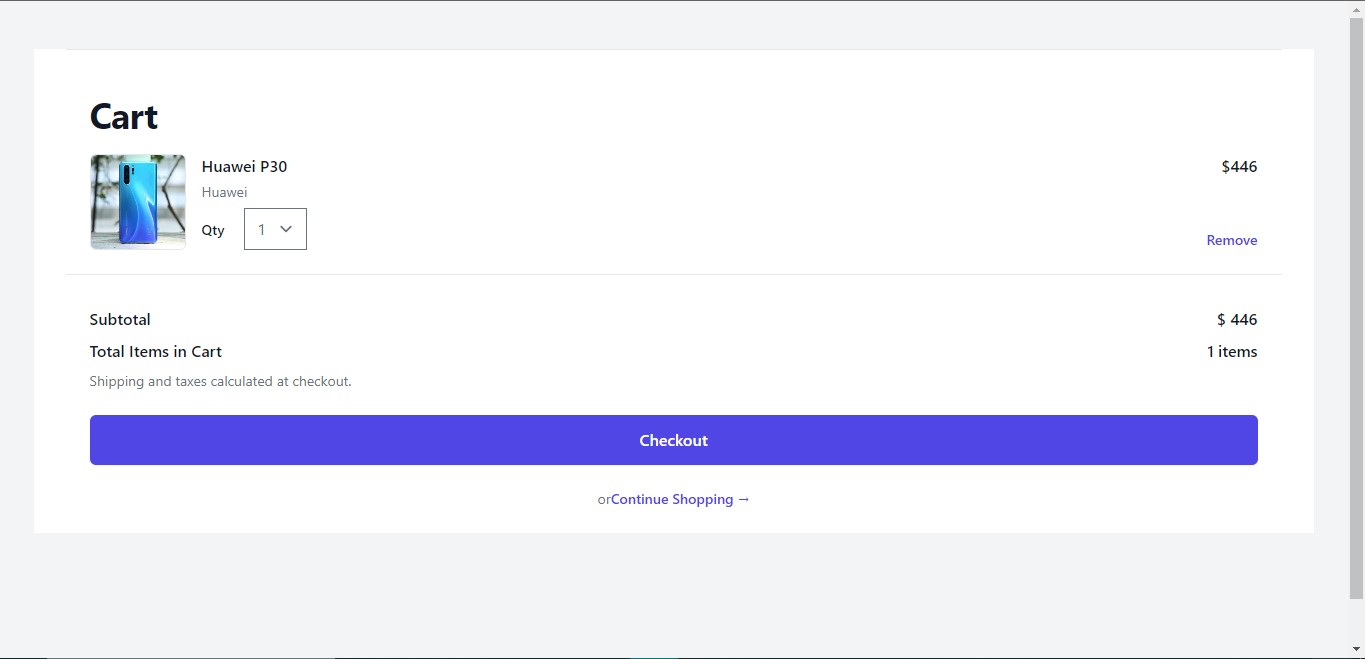 Cart
Huawei P30
$446
Huawei
Qty
1
Remove
Subtotal
$ 446
Total Items in Cart
1 items
Shipping and taxes calculated at checkout.
Checkout
orContinue Shopping →